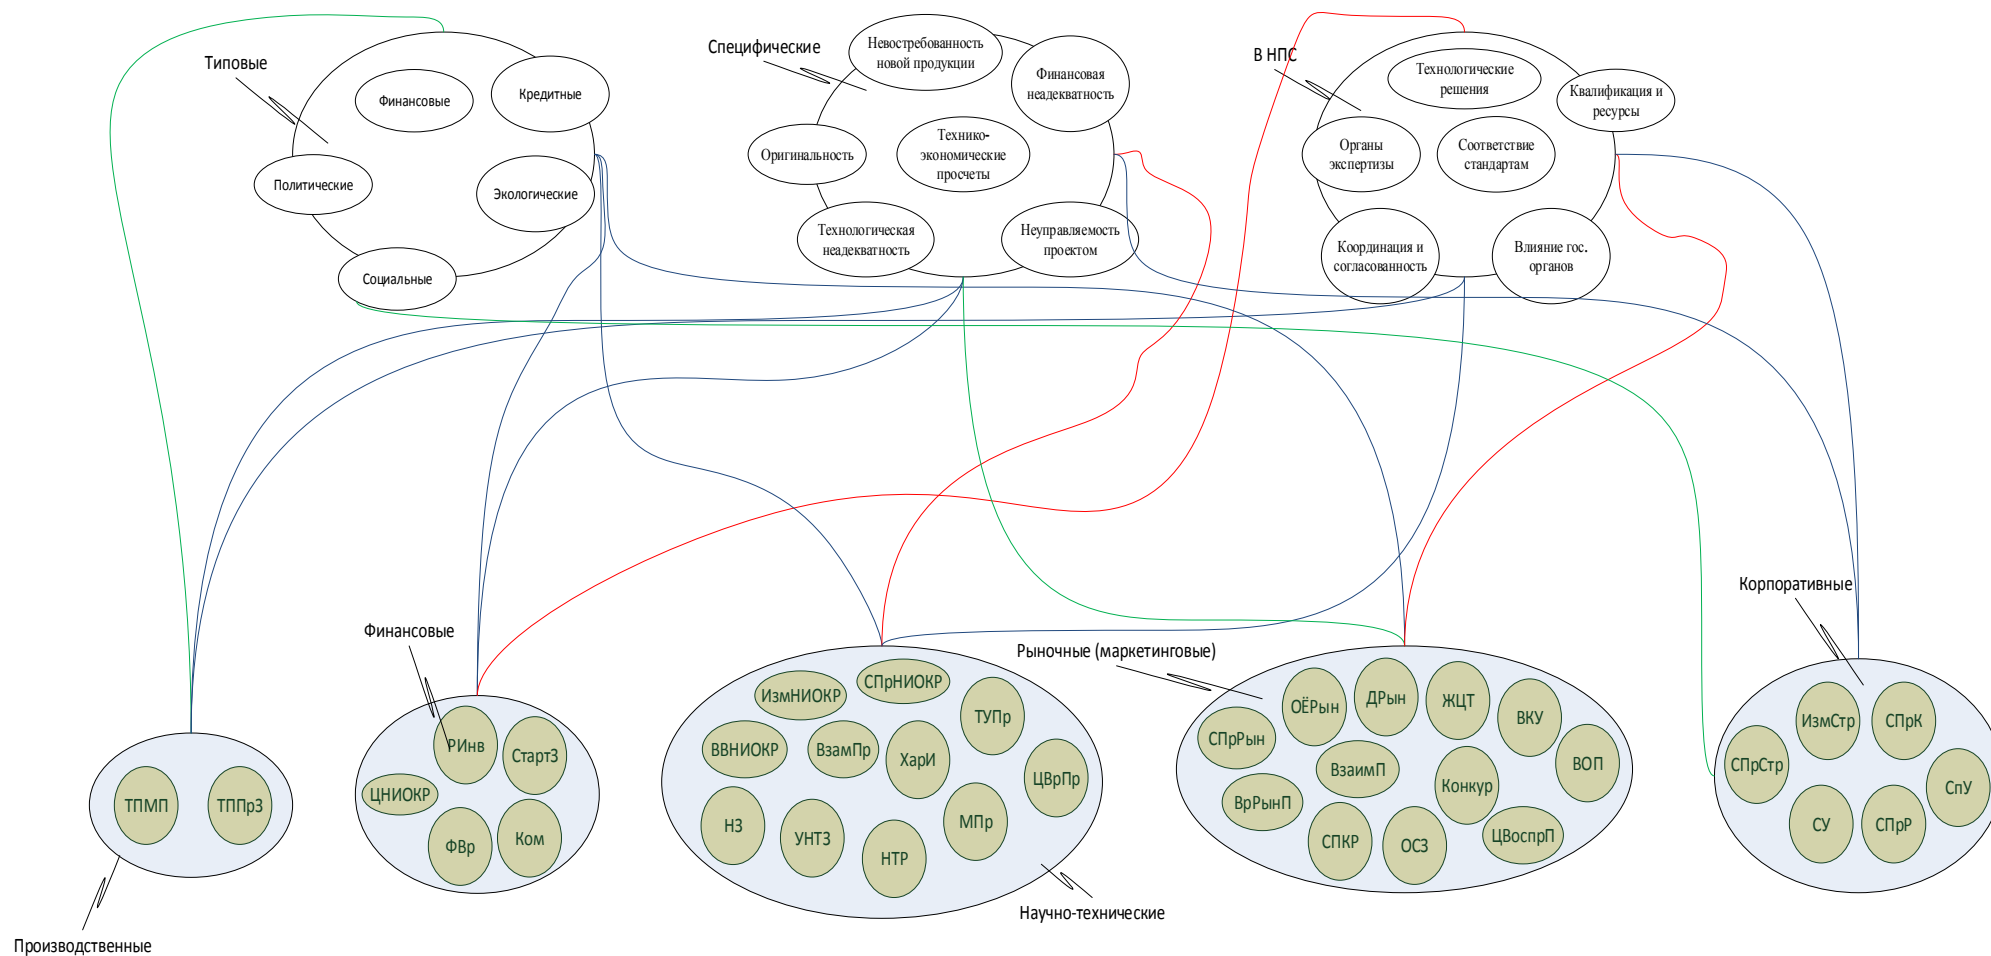 Типовые
Финансовые
Кредитные
Политические
Экологические
Социальные
Специфические
Невостребованность
новой продукции
Финансовая
неадекватность
Оригинальность
Технико-
экономические
просчеты
Технологическая
неадекватность
Неуправляемость
проектом
В НПС
Технологические
решения
Квалификация и
ресурсы
Органы
экспертизы
Соответствие
стандартам
Координация и
согласованность
Влияние гос.
органов
Производственные
ТПМП
ТППрЗ
Финансовые
РИнв
СтартЗ
ЦНИОКР
ФВр
Ком
Научно-технические
ИзмНИОКР
СПрНИОКР
ТУПр
ВВНИОКР
ВзамПр
ХарИ
ЦВрПр
НЗ
УНТЗ
НТР
МПр
Рыночные (маркетинговые)
ОЁРын
ДРын
ЖЦТ
ВКУ
СПрРын
ВзаимП
Конкур
ВОП
ВрРынП
СПКР
ОСЗ
ЦВоспрП
Корпоративные
ИзмСтр
СПрК
СПрСтр
СпУ
СУ
СПрР